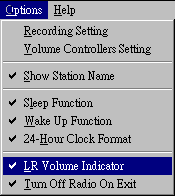 Options Help
Recording Setting
Volume Controllers Setting
Show Station Name
Sleep Function
Wake Up Function
24-Hour Clock Format
LR Volume Indicator
Turn Off Radio On Exit